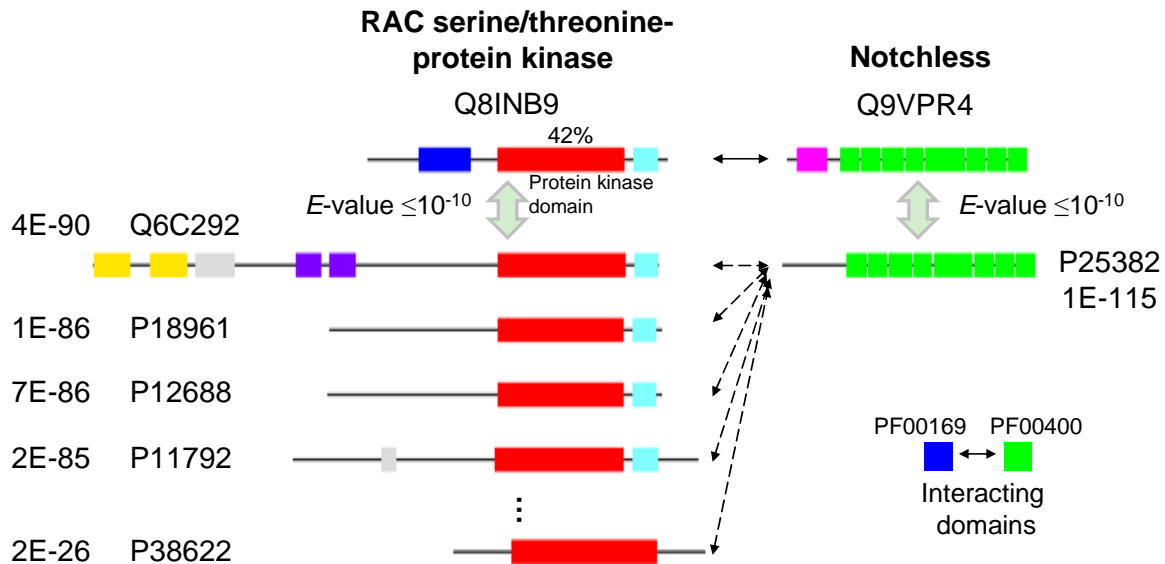 RAC serine/threonine-
protein kinase
Notchless
Q8INB9
Q9VPR4
42%
Protein kinase
domain
E-value ≤10-10
E-value ≤10-10
4E-90 Q6C292
P25382
1E-115
1E-86 P18961
7E-86 P12688
PF00169 PF00400
2E-85 P11792
Interacting
domains
⋮
2E-26 P38622